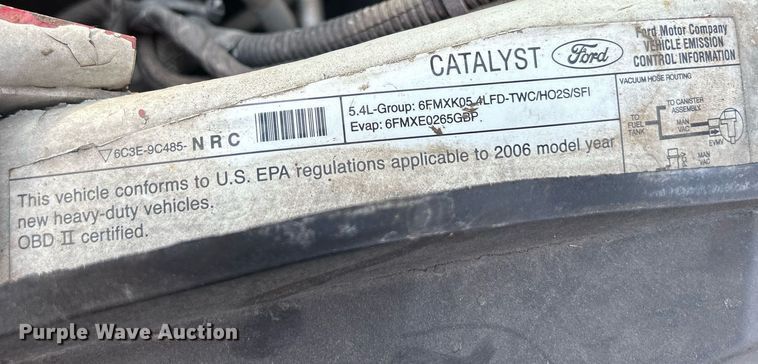 CATALYST Ford
Ford Motor Company
VEHICLE EMISSION
CONTROL INFORMATION
6C3E-9C485- NRC
5.4L-Group: 6FMXK05.4LFD-TWC/HO2S/SFI
Evap: 6FMXE0265GBP
VACUUM HOSE ROUTING
TO CANISTER
ASSEMBLY
TO
FUEL
TANK
MAN
VAC
EVMV
MAN
VAC
This vehicle conforms to U.S. EPA regulations applicable to 2006 model year
new heavy-duty vehicles.
OBD II certified.
Purple Wave Auction